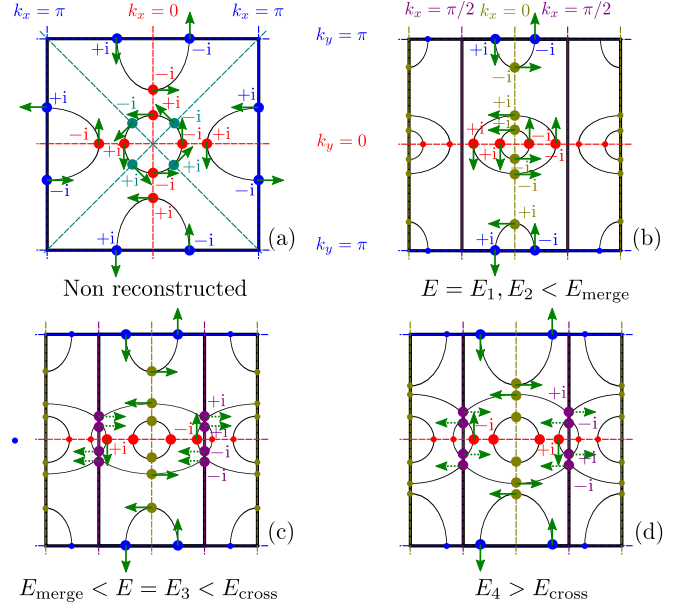 k_x = π k_x = 0 k_x = π
k_x = π/2 k_x = 0 k_x = π/2
k_y = π
k_y = 0
k_y = π
+i −i
−i
+i −i +i +i
−i +i −i +i
−i +i −i +i −i
+i
+i −i
(a)
+i −i
−i
+i
+i −i
+i −i
+i
+i −i
(b)
Non reconstructed
E = E_1, E_2 < E_merge
+i
−i +i
+i −i
−i
(c)
+i
−i −i
+i +i
−i
(d)
E_merge < E = E_3 < E_cross
E_4 > E_cross